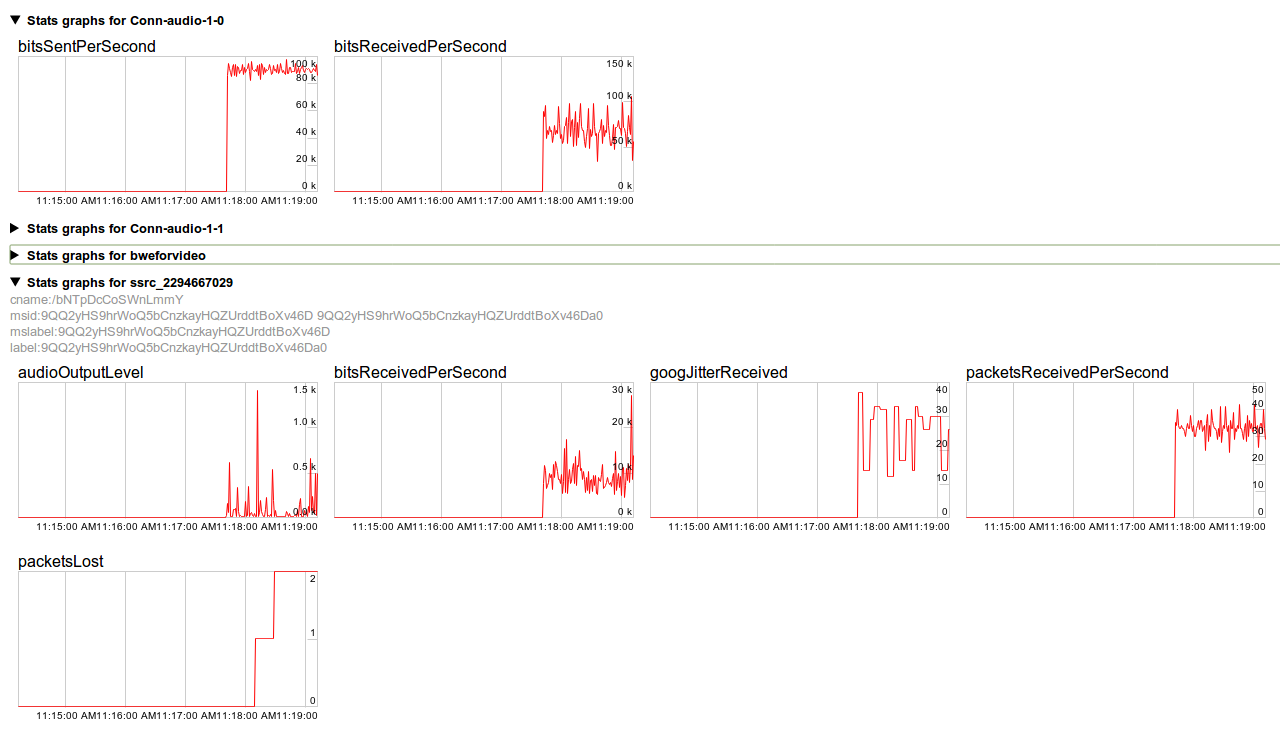 Stats graphs for Conn-audio-1-0
bitsSentPerSecond
100 k
80 k
60 k
40 k
20 k
0 k
11:15:00 AM11:16:00 AM11:17:00 AM11:18:00 AM11:19:00
bitsReceivedPerSecond
150 k
100 k
50 k
0 k
11:15:00 AM11:16:00 AM11:17:00 AM11:18:00 AM11:19:00
Stats graphs for Conn-audio-1-1
Stats graphs for bweforvideo
Stats graphs for ssrc_2294667029
cname:/bNTpDcCoSWnLmmY
msid:9QQ2yHS9hrWoQ5bCnzkayHQZUrddtBoXv46D 9QQ2yHS9hrWoQ5bCnzkayHQZUrddtBoXv46Da0
mslabel:9QQ2yHS9hrWoQ5bCnzkayHQZUrddtBoXv46D
label:9QQ2yHS9hrWoQ5bCnzkayHQZUrddtBoXv46Da0
audioOutputLevel
1.5 k
1.0 k
0.5 k
0.0 k
11:15:00 AM11:16:00 AM11:17:00 AM11:18:00 AM11:19:00
bitsReceivedPerSecond
30 k
20 k
10 k
0 k
11:15:00 AM11:16:00 AM11:17:00 AM11:18:00 AM11:19:00
googJitterReceived
40
30
20
10
0
11:15:00 AM11:16:00 AM11:17:00 AM11:18:00 AM11:19:00
packetsReceivedPerSecond
50
40
30
20
10
0
11:15:00 AM11:16:00 AM11:17:00 AM11:18:00 AM11:19:00
packetsLost
2
1
0
11:15:00 AM11:16:00 AM11:17:00 AM11:18:00 AM11:19:00